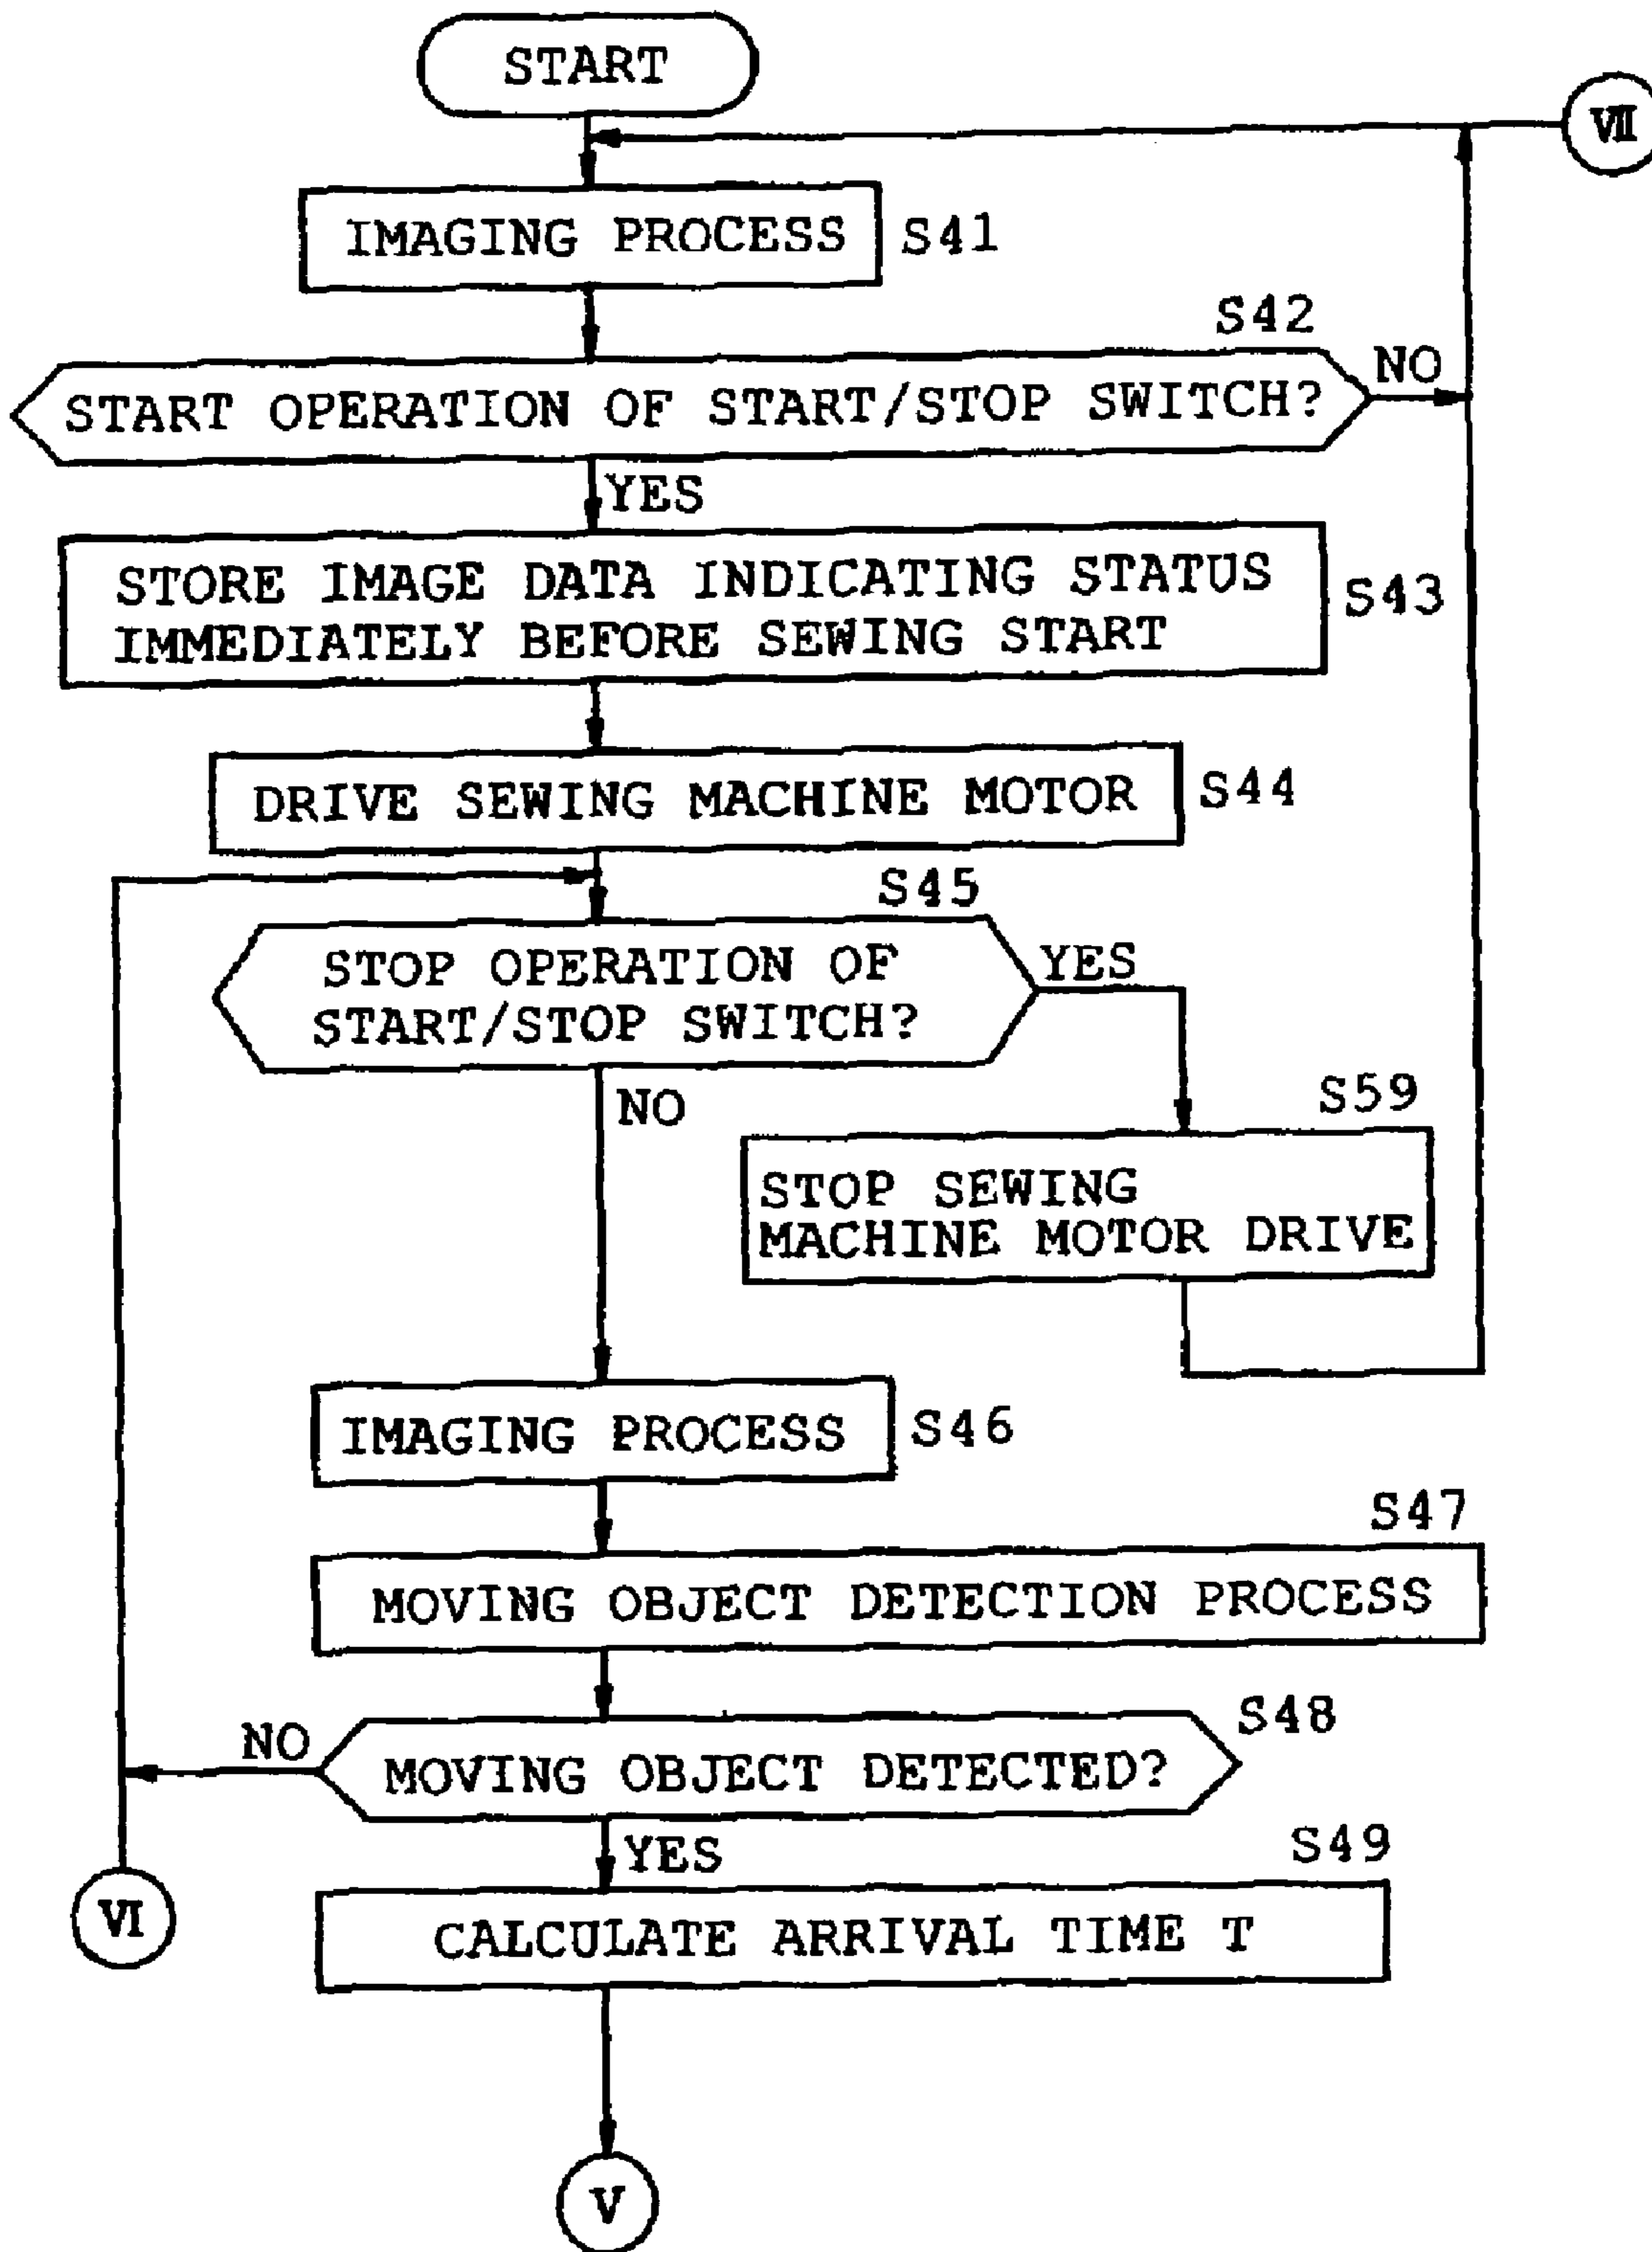 START
VII
IMAGING PROCESS
S41
S42
START OPERATION OF START/STOP SWITCH?
NO
YES
STORE IMAGE DATA INDICATING STATUS
IMMEDIATELY BEFORE SEWING START
S43
DRIVE SEWING MACHINE MOTOR
S44
S45
STOP OPERATION OF
START/STOP SWITCH?
YES
NO
S59
STOP SEWING
MACHINE MOTOR DRIVE
IMAGING PROCESS
S46
S47
MOVING OBJECT DETECTION PROCESS
S48
NO
MOVING OBJECT DETECTED?
YES
S49
VI
CALCULATE ARRIVAL TIME T
V